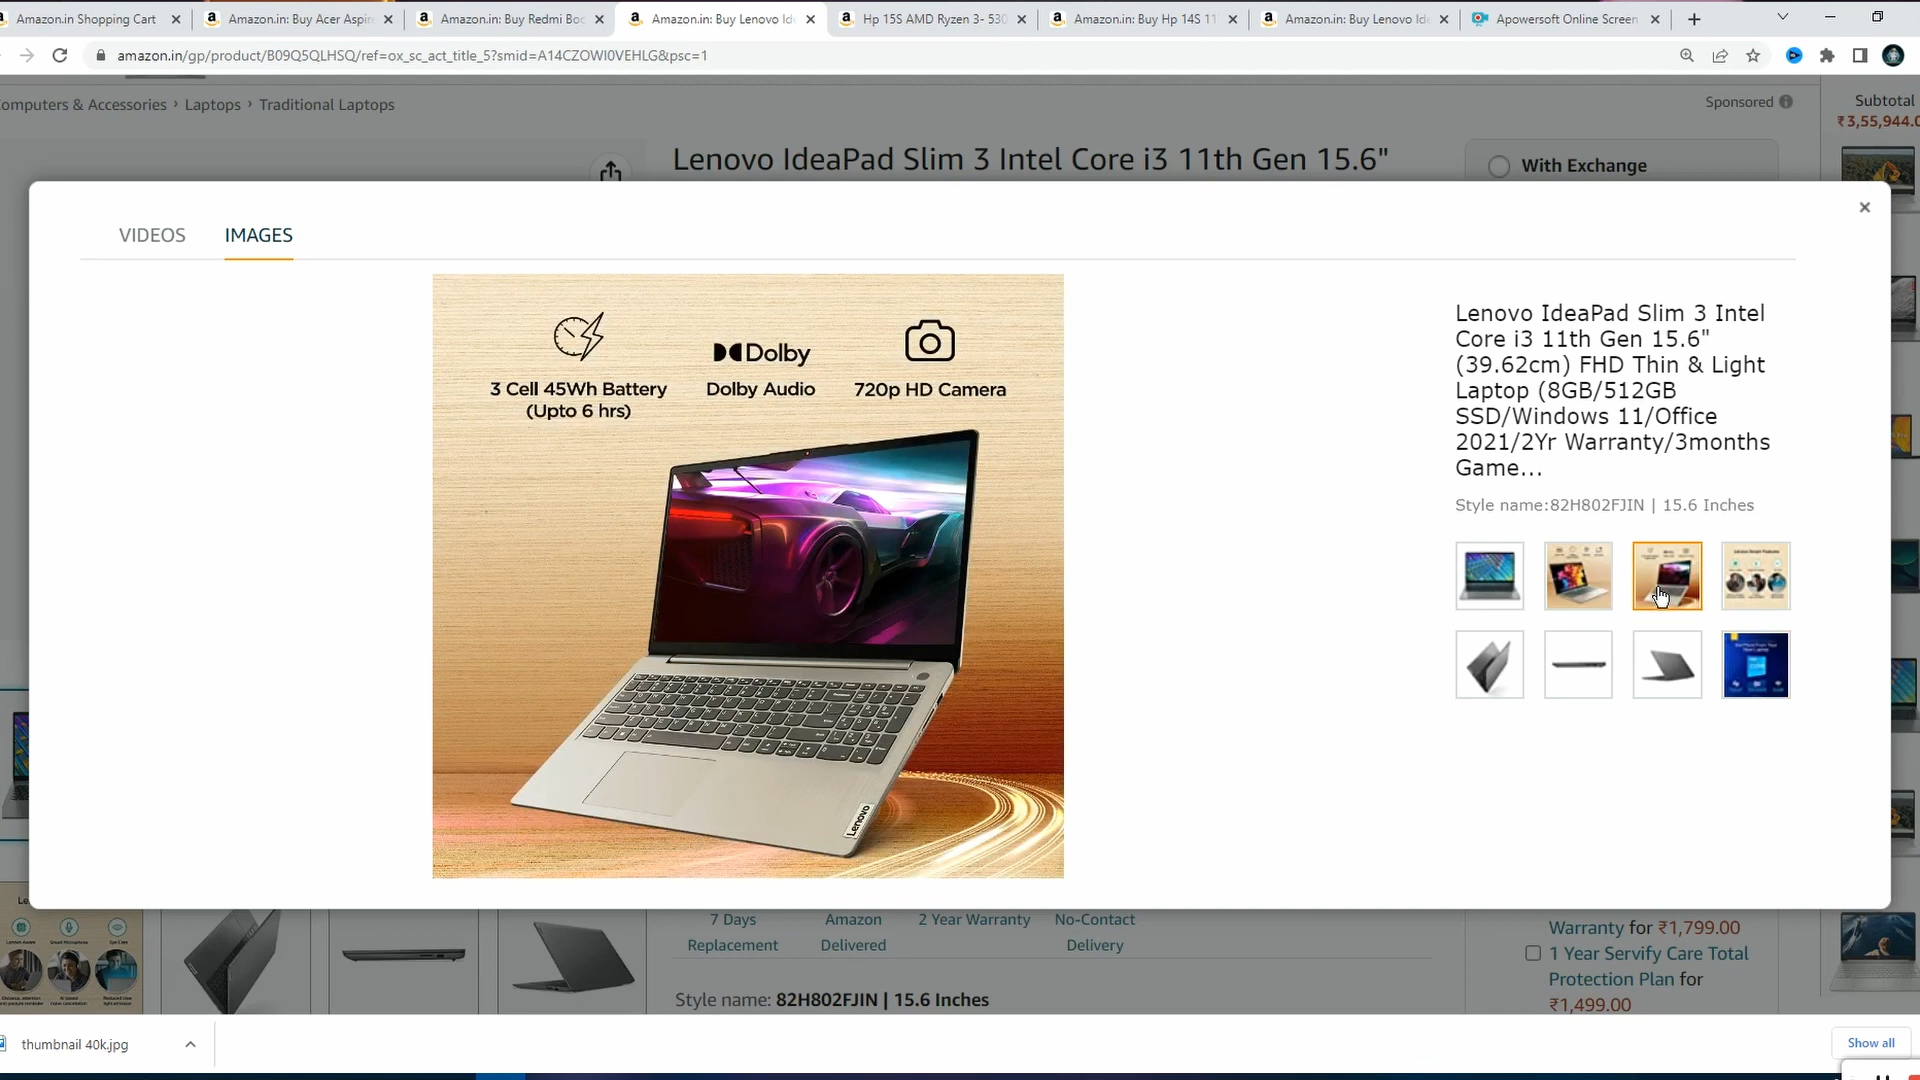 Amazon.in Shopping Cart
Amazon.in: Buy Acer Aspire
Amazon.in: Buy Redmi Boo
Amazon.in: Buy Lenovo Ide
Hp 15S AMD Ryzen 3- 530
Amazon.in: Buy Hp 14S 11
Amazon.in: Buy Lenovo Ide
Apowersoft Online Screen
amazon.in/gp/product/B09Q5QLHSQ/ref=ox_sc_act_title_5?smid=A14CZOWI0VEHLG&psc=1
omputers & Accessories › Laptops › Traditional Laptops
Sponsored
Subtotal
₹3,55,944.0
Lenovo IdeaPad Slim 3 Intel Core i3 11th Gen 15.6"
With Exchange
VIDEOS
IMAGES
3 Cell 45Wh Battery
(Upto 6 hrs)
Dolby
Dolby Audio
720p HD Camera
Lenovo
Lenovo IdeaPad Slim 3 Intel
Core i3 11th Gen 15.6"
(39.62cm) FHD Thin & Light
Laptop (8GB/512GB
SSD/Windows 11/Office
2021/2Yr Warranty/3months
Game...
Style name:82H802FJIN | 15.6 Inches
Le
7 Days
Replacement
Amazon
Delivered
2 Year Warranty
No-Contact
Delivery
Style name: 82H802FJIN | 15.6 Inches
Warranty for ₹1,799.00
1 Year Servify Care Total
Protection Plan for
₹1,499.00
thumbnail 40k.jpg
Show all